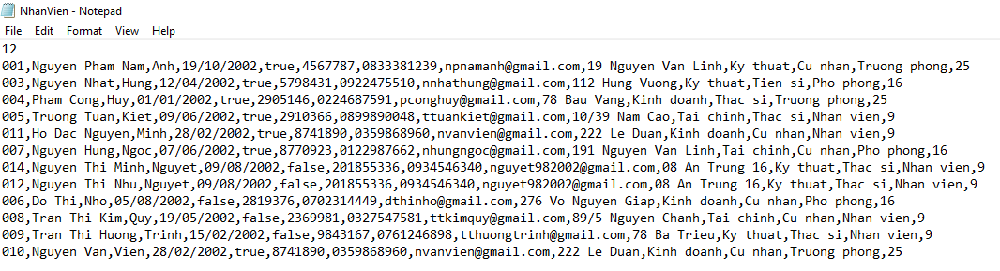 NhanVien - Notepad
File Edit Format View Help
12
001,Nguyen Pham Nam,Anh,19/10/2002,true,4567787,0833381239,npnamanh@gmail.com,19 Nguyen Van Linh,Ky thuat,Cu nhan,Truong phong,25
003,Nguyen Nhat,Hung,12/04/2002,true,5798431,0922475510,nnhathung@gmail.com,112 Hung Vuong,Ky thuat,Tien si,Pho phong,16
004,Pham Cong,Huy,01/01/2002,true,2905146,0224687591,pconghuy@gmail.com,78 Bau Vang,Kinh doanh,Thac si,Truong phong,25
005,Truong Tuan,Kiet,09/06/2002,true,2910366,0899890048,ttuankiet@gmail.com,10/39 Nam Cao,Tai chinh,Thac si,Nhan vien,9
011,Ho Dac Nguyen,Minh,28/02/2002,true,8741890,0359868960,nvanvien@gmail.com,222 Le Duan,Kinh doanh,Cu nhan,Nhan vien,9
007,Nguyen Hung,Ngoc,07/06/2002,true,8770923,0122987662,nhungngoc@gmail.com,191 Nguyen Van Linh,Tai chinh,Cu nhan,Pho phong,16
014,Nguyen Thi Minh,Nguyet,09/08/2002,false,201855336,0934546340,nguyet982002@gmail.com,08 An Trung 16,Ky thuat,Thac si,Nhan vien,9
012,Nguyen Thi Nhu,Nguyet,09/08/2002,false,201855336,0934546340,nguyet982002@gmail.com,08 An Trung 16,Ky thuat,Thac si,Nhan vien,9
006,Do Thi,Nho,05/08/2002,false,2819376,0702314449,dthinho@gmail.com,276 Vo Nguyen Giap,Kinh doanh,Cu nhan,Pho phong,16
008,Tran Thi Kim,Quy,19/05/2002,false,2369981,0327547581,ttkimquy@gmail.com,89/5 Nguyen Chanh,Tai chinh,Cu nhan,Nhan vien,9
009,Tran Thi Huong,Trinh,15/02/2002,false,9843167,0761246898,tthuongtrinh@gmail.com,78 Ba Trieu,Ky thuat,Thac si,Nhan vien,9
010,Nguyen Van,Vien,28/02/2002,true,8741890,0359868960,nvanvien@gmail.com,222 Le Duan,Kinh doanh,Cu nhan,Truong phong,25